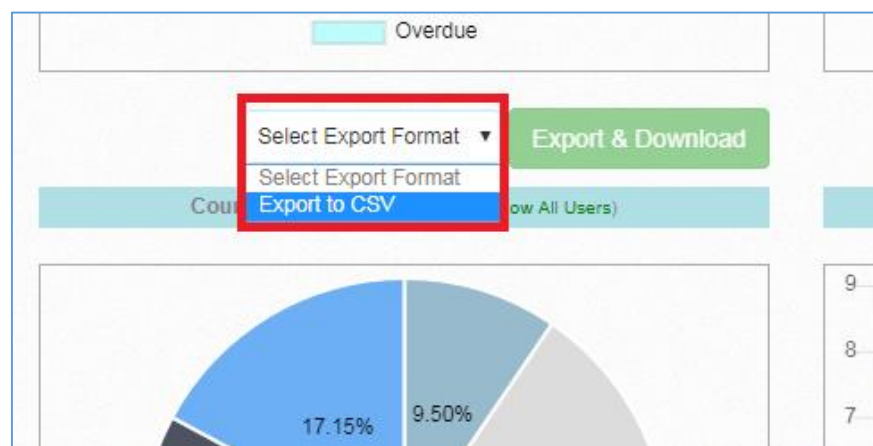 Overdue
Select Export Format ▼ Export & Download
Select Export Format
Export to CSV
ow All Users)
9
8
7
17.15% 9.50%